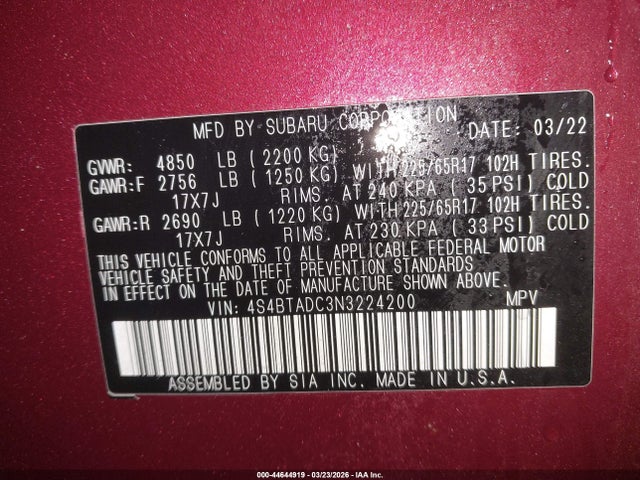 MFD BY SUBARU CORPORATION DATE: 03/22
GVWR: 4850 LB ( 2200 KG)
GAWR:F 2756 LB ( 1250 KG) WITH 225/65R17 102H TIRES.
17X7J RIMS. AT 240 KPA ( 35 PSI) COLD
GAWR:R 2690 LB ( 1220 KG) WITH 225/65R17 102H TIRES.
17X7J RIMS. AT 230 KPA ( 33 PSI) COLD
THIS VEHICLE CONFORMS TO ALL APPLICABLE FEDERAL MOTOR
VEHICLE SAFETY AND THEFT PREVENTION STANDARDS
IN EFFECT ON THE DATE OF MANUFACTURE SHOWN ABOVE.
VIN: 4S4BTADC3N3224200 MPV
ASSEMBLED BY SIA INC. MADE IN U.S.A.
000-44644919 - 03/23/2026 - IAA Inc.